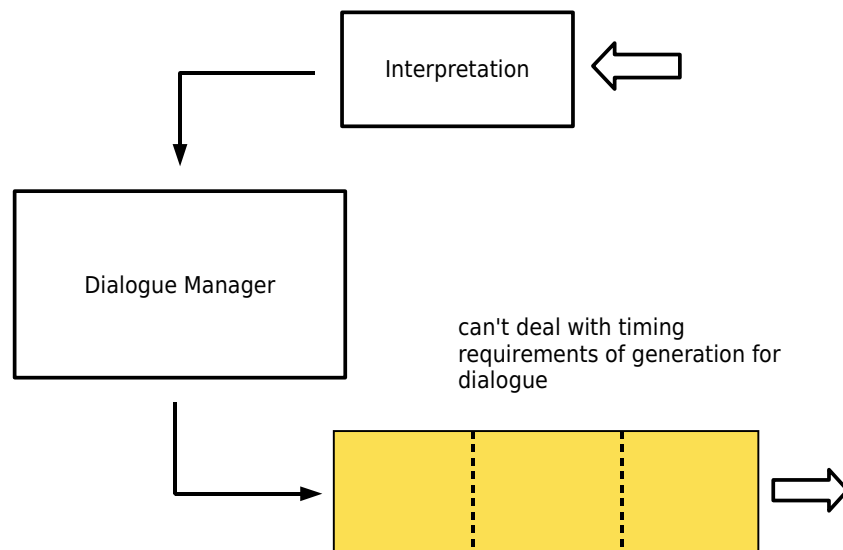 Interpretation
Dialogue Manager
can't deal with timing
requirements of generation for
dialogue